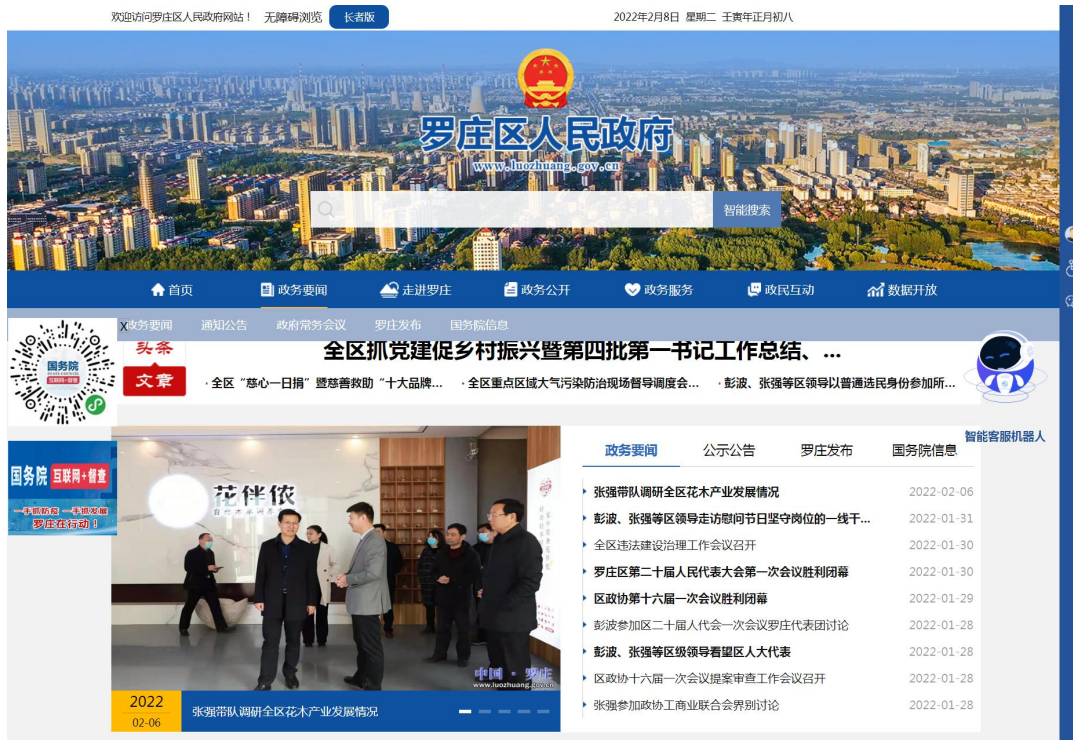 欢迎访问罗庄区人民政府网站！ 无障碍浏览 长者版 2022年2月8日 星期二 壬寅年正月初八
罗庄区人民政府
www.luozhuang.gov.cn
智能搜索
首页 政务要闻 走进罗庄 政务公开 政务服务 政民互动 数据开放
X政务要闻 通知公告 政府常务会议 罗庄发布 国务院信息
头条
文章
全区抓党建促乡村振兴暨第四批第一书记工作总结、...
·全区“慈心一日捐”暨慈善救助“十大品牌... ·全区重点区域大气污染防治现场督导调度会... ·彭波、张强等区领导以普通选民身份参加所...
国务院
互联网+督查
智能客服机器人
国务院 互联网+督查
一手抓防疫 一手抓发展
罗庄在行动！
花伴侬
中国·罗庄
www.luozhuang.gov.cn
2022
02-06
张强带队调研全区花木产业发展情况
政务要闻 公示公告 罗庄发布 国务院信息
张强带队调研全区花木产业发展情况 2022-02-06
彭波、张强等区领导走访慰问节日坚守岗位的一线干... 2022-01-31
全区违法建设治理工作会议召开 2022-01-30
罗庄区第二十届人民代表大会第一次会议胜利闭幕 2022-01-30
区政协第十六届一次会议胜利闭幕 2022-01-29
彭波参加区二十届人代会一次会议罗庄代表团讨论 2022-01-28
彭波、张强等区级领导看望区人大代表 2022-01-28
区政协十六届一次会议提案审查工作会议召开 2022-01-28
张强参加政协工商业联合会界别讨论 2022-01-28